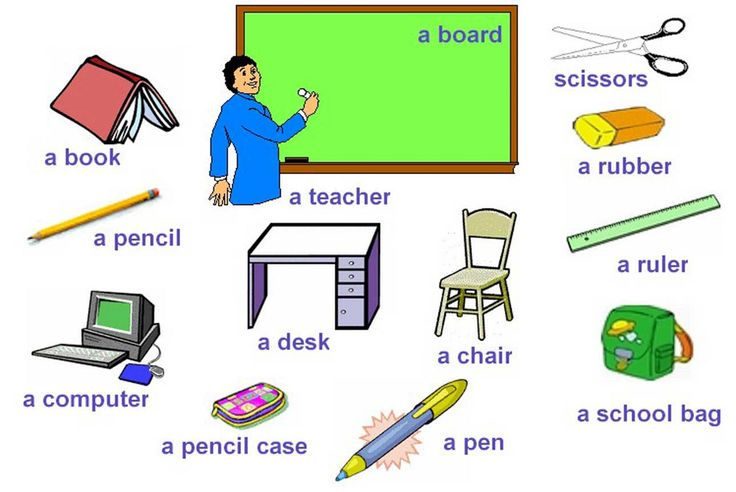 a board
scissors
a book
a rubber
a teacher
a pencil
a ruler
a desk
a chair
a computer
a school bag
a pencil case
a pen